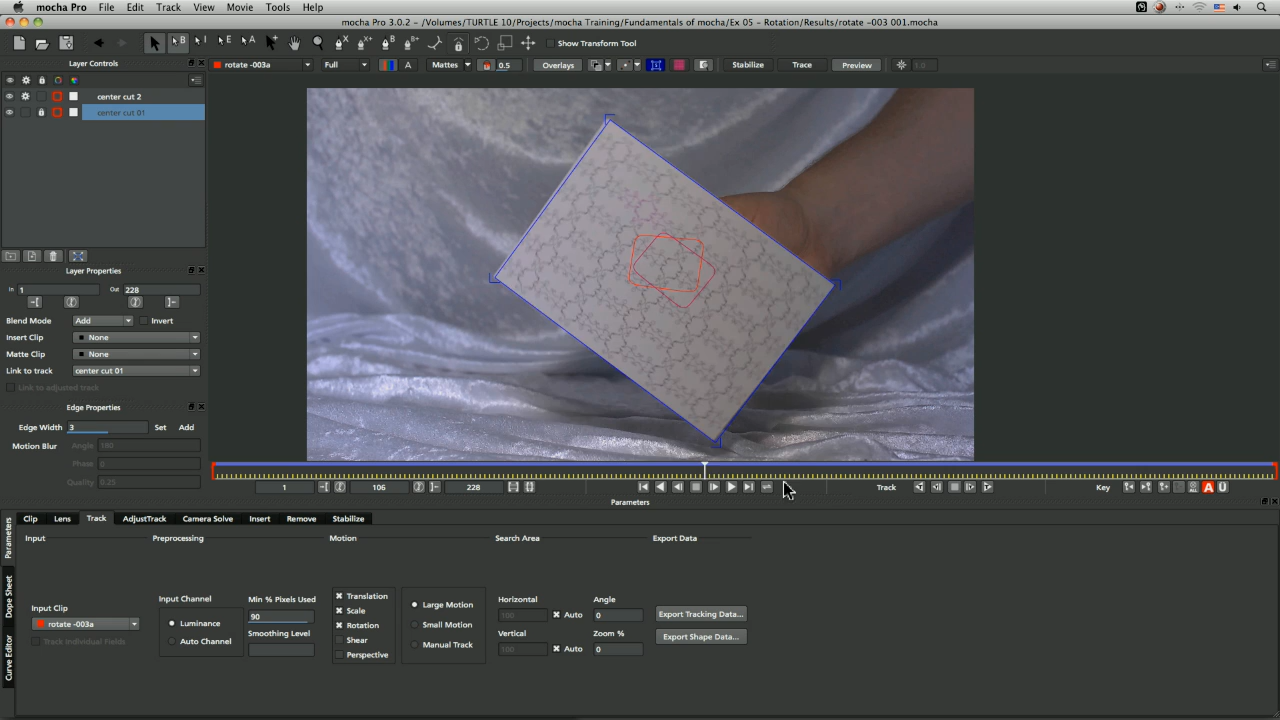 mocha Pro File Edit Track View Movie Tools Help
mocha Pro 3.0.2 - /Volumes/TURTLE 10/Projects/mocha Training/Fundamentals of mocha/Ex 05 - Rotation/Results/rotate -003 001.mocha
B I E A X X+ B B+ Show Transform Tool
Layer Controls
rotate -003a Full A Mattes 0.5 Overlays Stabilize Trace Preview 1.0
center cut 2
center cut 01
Layer Properties
In 1 Out 228
Blend Mode Add Invert
Insert Clip None
Matte Clip None
Link to track center cut 01
Link to adjusted track
Edge Properties
Edge Width 3 Set Add
Motion Blur Angle 180
Phase 0
Quality 0.25
1 106 228 Track Key A U
Parameters
Clip Lens Track AdjustTrack Camera Solve Insert Remove Stabilize
Input Preprocessing Motion Search Area Export Data
Input Clip
rotate -003a
Track Individual Fields
Input Channel
Luminance
Auto Channel
Min % Pixels Used
90
Smoothing Level
Translation
Scale
Rotation
Shear
Perspective
Large Motion
Small Motion
Manual Track
Horizontal Angle
100 Auto 0
Vertical Zoom %
100 Auto 0
Export Tracking Data...
Export Shape Data...
Parameters
Dope Sheet
Curve Editor